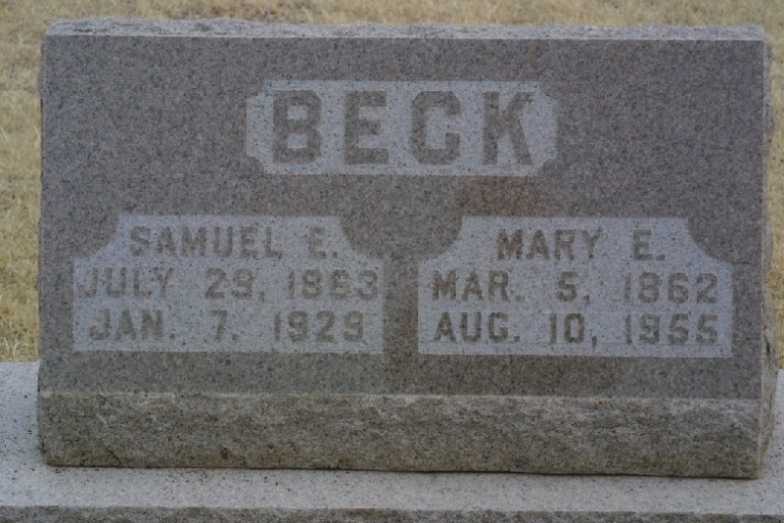 BECK
SAMUEL E.
JULY 29, 1863
JAN. 7, 1929
MARY E.
MAR. 5, 1862
AUG. 10, 1955